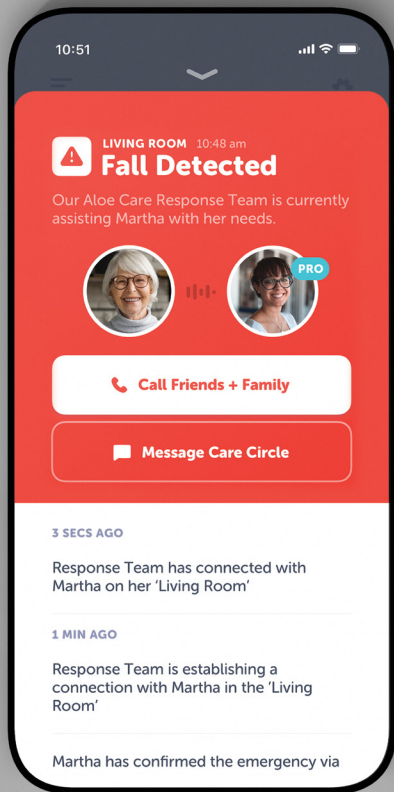 10:51
LIVING ROOM 10:48 am
Fall Detected
Our Aloe Care Response Team is currently
assisting Martha with her needs.
PRO
Call Friends + Family
Message Care Circle
3 SECS AGO
Response Team has connected with
Martha on her ‘Living Room’
1 MIN AGO
Response Team is establishing a
connection with Martha in the ‘Living
Room’
Martha has confirmed the emergency via